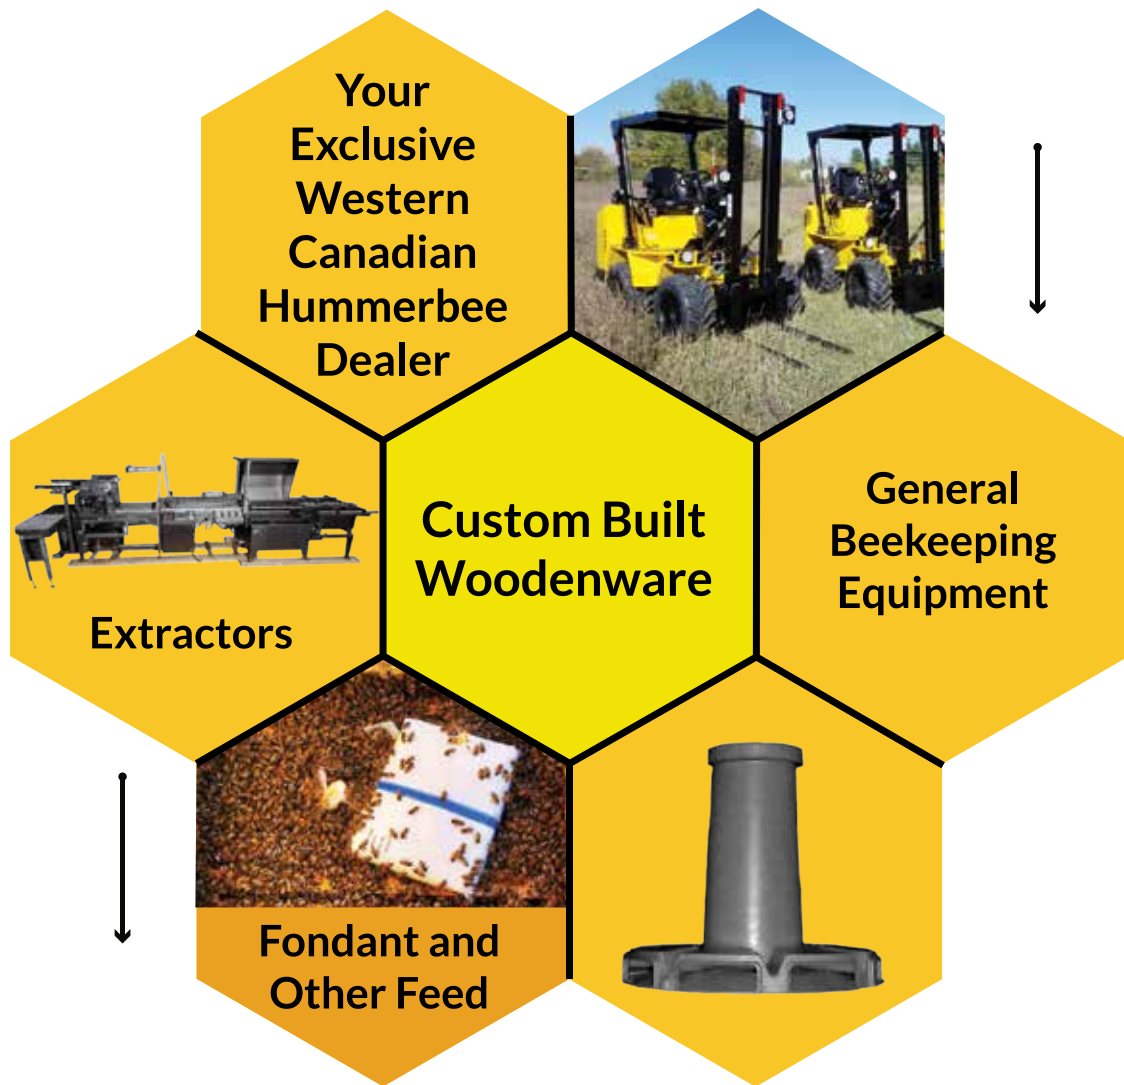 Your
Exclusive
Western
Canadian
Hummerbee
Dealer
Custom Built
Woodenware
General
Beekeeping
Equipment
Extractors
Fondant and
Other Feed